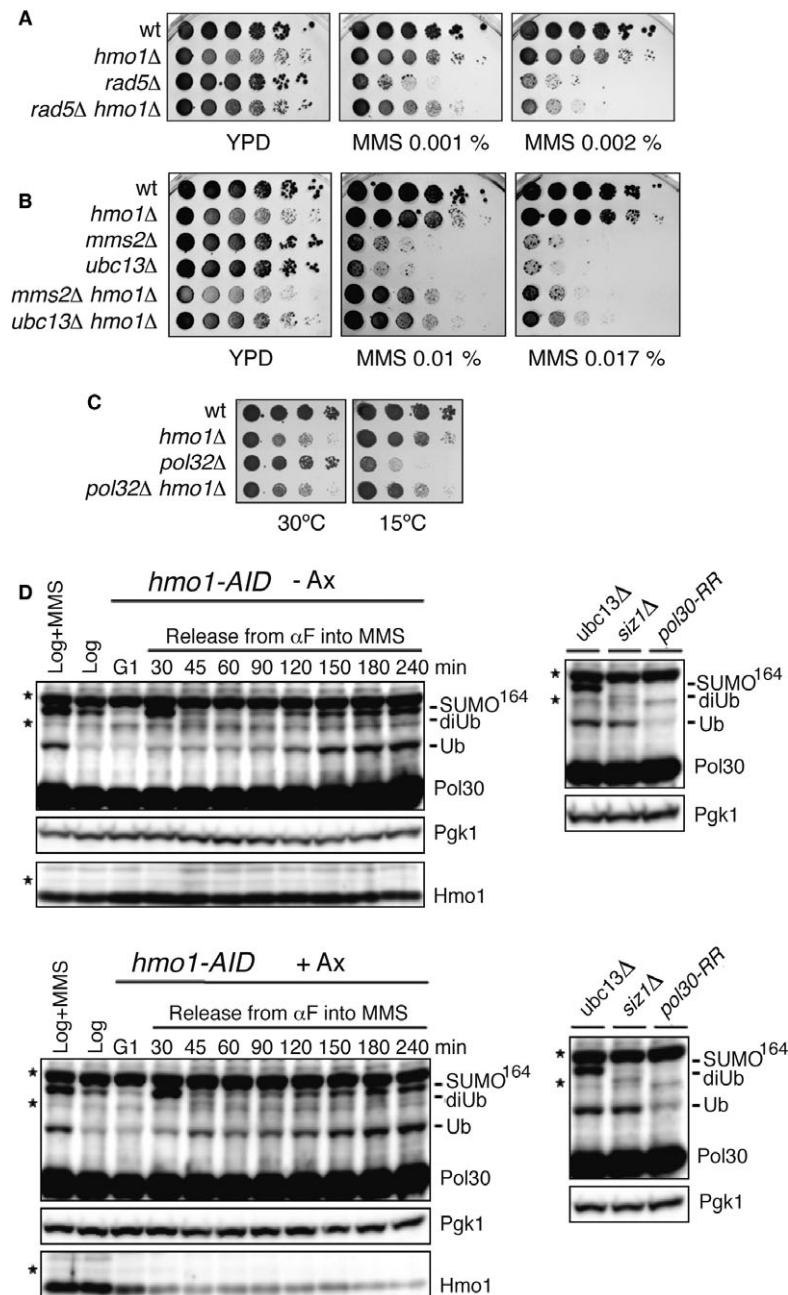 A
wt
hmo1Δ
rad5Δ
rad5Δ hmo1Δ
YPD
MMS 0.001 %
MMS 0.002 %
B
wt
hmo1Δ
mms2Δ
ubc13Δ
mms2Δ hmo1Δ
ubc13Δ hmo1Δ
YPD
MMS 0.01 %
MMS 0.017 %
C
wt
hmo1Δ
pol32Δ
pol32Δ hmo1Δ
30ºC
15ºC
D
hmo1-AID - Ax
Log+MMS
Log
Release from αF into MMS
G1 30 45 60 90 120 150 180 240 min
*
SUMO164
diUb
*
Ub
Pol30
Pgk1
*
Hmo1
ubc13Δ
siz1Δ
pol30-RR
*
SUMO164
*
diUb
Ub
Pol30
Pgk1
hmo1-AID + Ax
Log+MMS
Log
Release from αF into MMS
G1 30 45 60 90 120 150 180 240 min
*
SUMO164
diUb
*
Ub
Pol30
Pgk1
*
Hmo1
ubc13Δ
siz1Δ
pol30-RR
*
SUMO164
diUb
*
Ub
Pol30
Pgk1